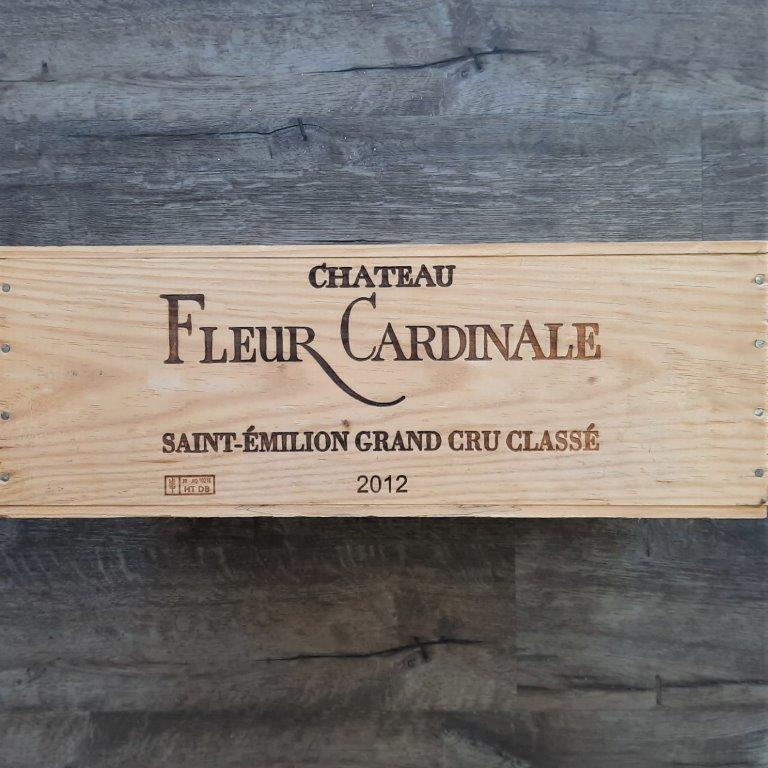 CHATEAU
FLEUR CARDINALE
SAINT-ÉMILION GRAND CRU CLASSÉ
2012
HT DB